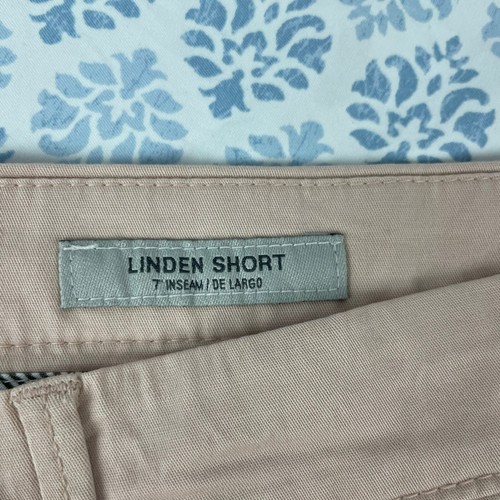 LINDEN SHORT
7" INSEAM / DE LARGO